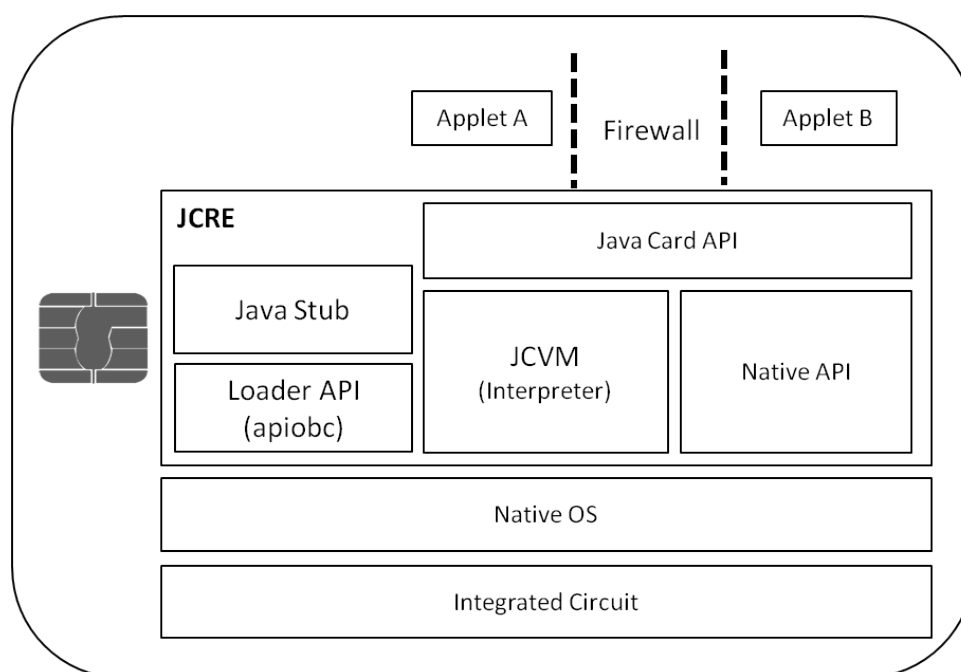 Applet A
Firewall
Applet B
JCRE
Java Card API
Java Stub
Loader API
(apiobc)
JCVM
(Interpreter)
Native API
Native OS
Integrated Circuit